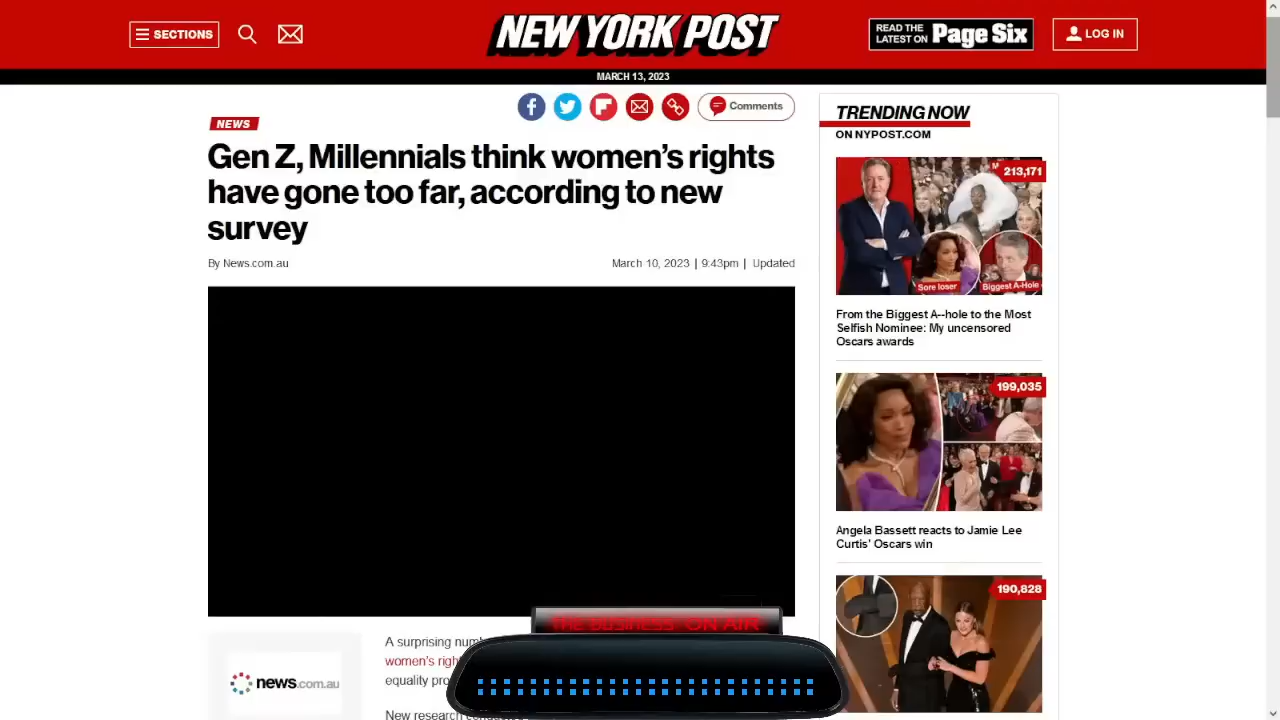 SECTIONS
NEW YORK POST
READ THE
LATEST ON
Page Six
LOG IN
MARCH 13, 2023
Comments
NEWS
Gen Z, Millennials think women's rights
have gone too far, according to new
survey
By News.com.au
March 10, 2023 | 9:43pm | Updated
A surprising
women's
equality
New research
news.com.au
THE BUSINESS: ON AIR
TRENDING NOW
ON NYPOST.COM
213,171
Sore loser
Biggest A-Hole
From the Biggest A--hole to the Most
Selfish Nominee: My uncensored
Oscars awards
199,035
Angela Bassett reacts to Jamie Lee
Curtis' Oscars win
190,828